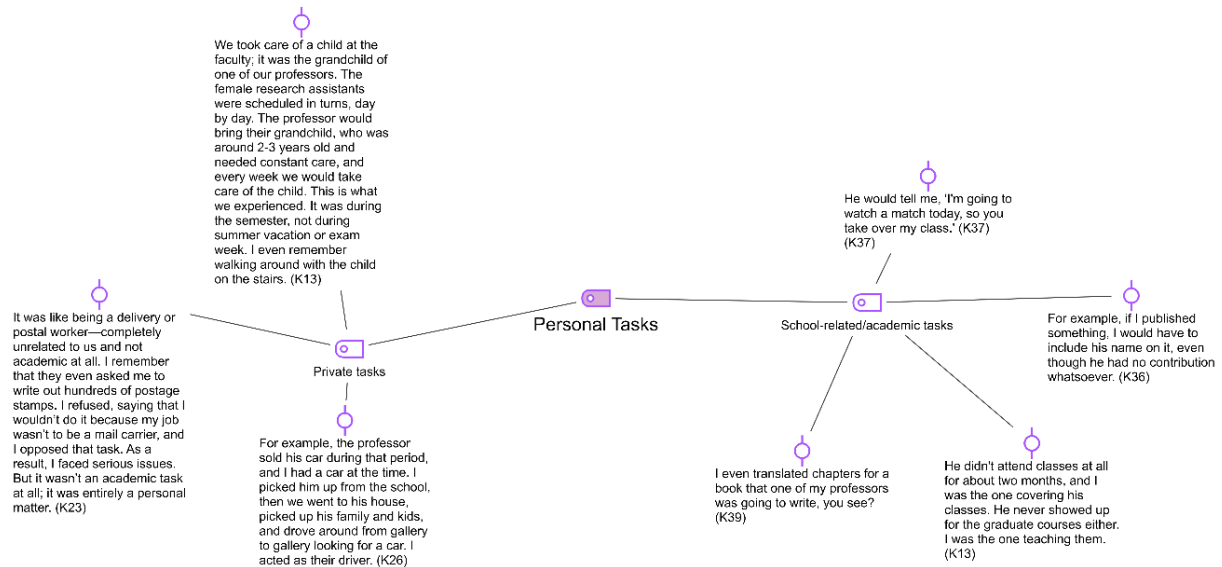 We took care of a child at the
faculty; it was the grandchild of
one of our professors. The
female research assistants
were scheduled in turns, day
by day. The professor would
bring their grandchild, who was
around 2-3 years old and
needed constant care, and
every week we would take
care of the child. This is what
we experienced. It was during
the semester, not during
summer vacation or exam
week. I even remember
walking around with the child
on the stairs. (K13)
It was like being a delivery or
postal worker—completely
unrelated to us and not
academic at all. I remember
that they even asked me to
write out hundreds of postage
stamps. I refused, saying that I
wouldn't do it because my job
wasn't to be a mail carrier, and
I opposed that task. As a
result, I faced serious issues.
But it wasn't an academic task
at all; it was entirely a personal
matter. (K23)
Private tasks
For example, the professor
sold his car during that period,
and I had a car at the time. I
picked him up from the school,
then we went to his house,
picked up his family and kids,
and drove around from gallery
to gallery looking for a car. I
acted as their driver. (K26)
Personal Tasks
He would tell me, 'I'm going to
watch a match today, so you
take over my class.' (K37)
(K37)
School-related/academic tasks
For example, if I published
something, I would have to
include his name on it, even
though he had no contribution
whatsoever. (K36)
I even translated chapters for a
book that one of my professors
was going to write, you see?
(K39)
He didn't attend classes at all
for about two months, and I
was the one covering his
classes. He never showed up
for the graduate courses either.
I was the one teaching them.
(K13)